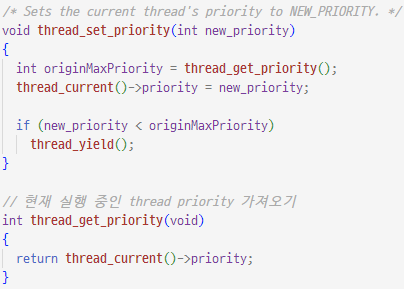 /* Sets the current thread's priority to NEW_PRIORITY. */
void thread_set_priority(int new_priority)
{
  int originMaxPriority = thread_get_priority();
  thread_current()->priority = new_priority;

  if (new_priority < originMaxPriority)
    thread_yield();
}

// 현재 실행 중인 thread priority 가져오기
int thread_get_priority(void)
{
  return thread_current()->priority;
}